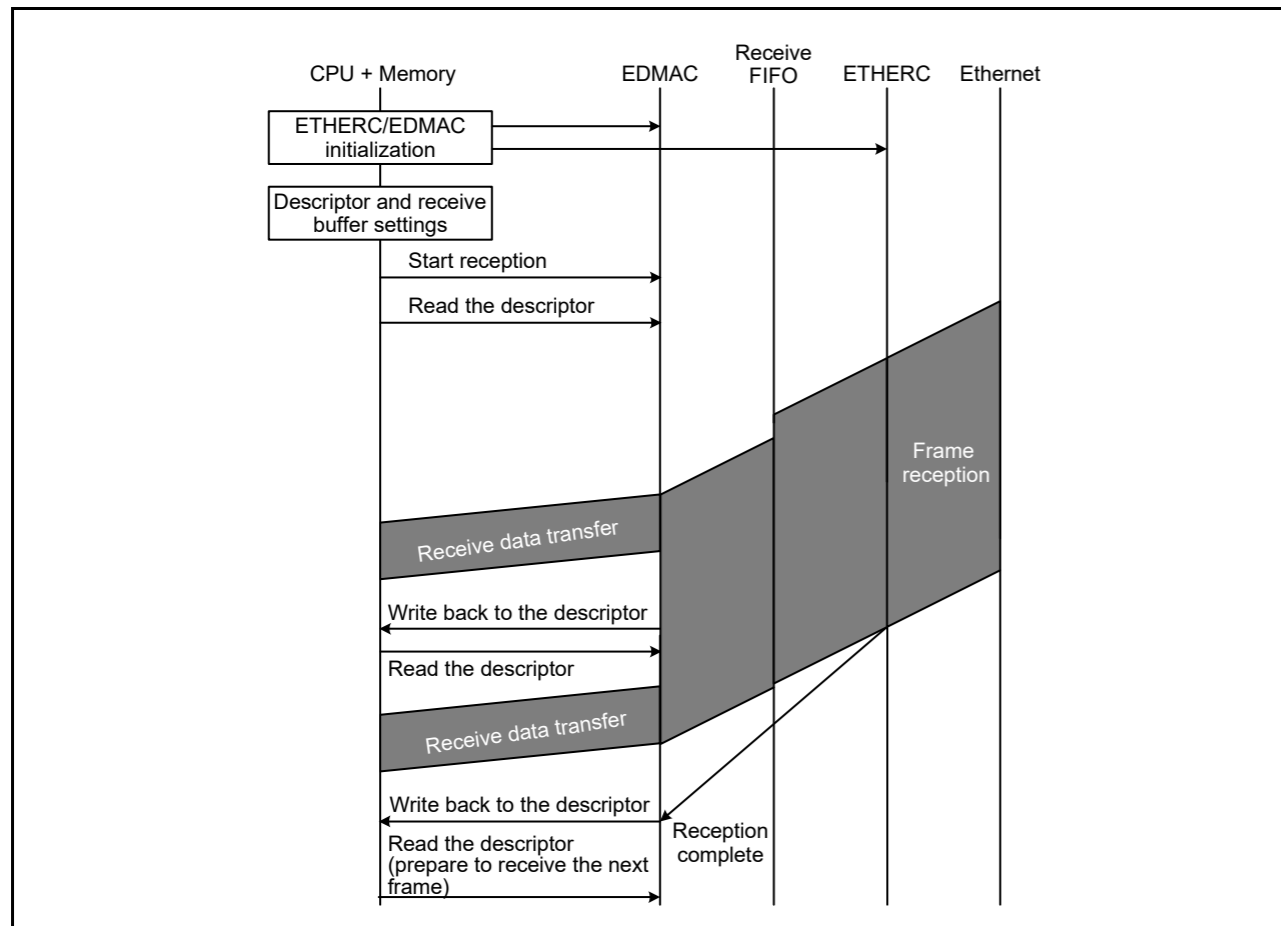 CPU + Memory
EDMAC
Receive
FIFO
ETHERC
Ethernet
ETHERC/EDMAC
initialization
Descriptor and receive
buffer settings
Start reception
Read the descriptor
Frame
reception
Receive data transfer
Write back to the descriptor
Read the descriptor
Receive data transfer
Write back to the descriptor
Reception
complete
Read the descriptor
(prepare to receive the next
frame)